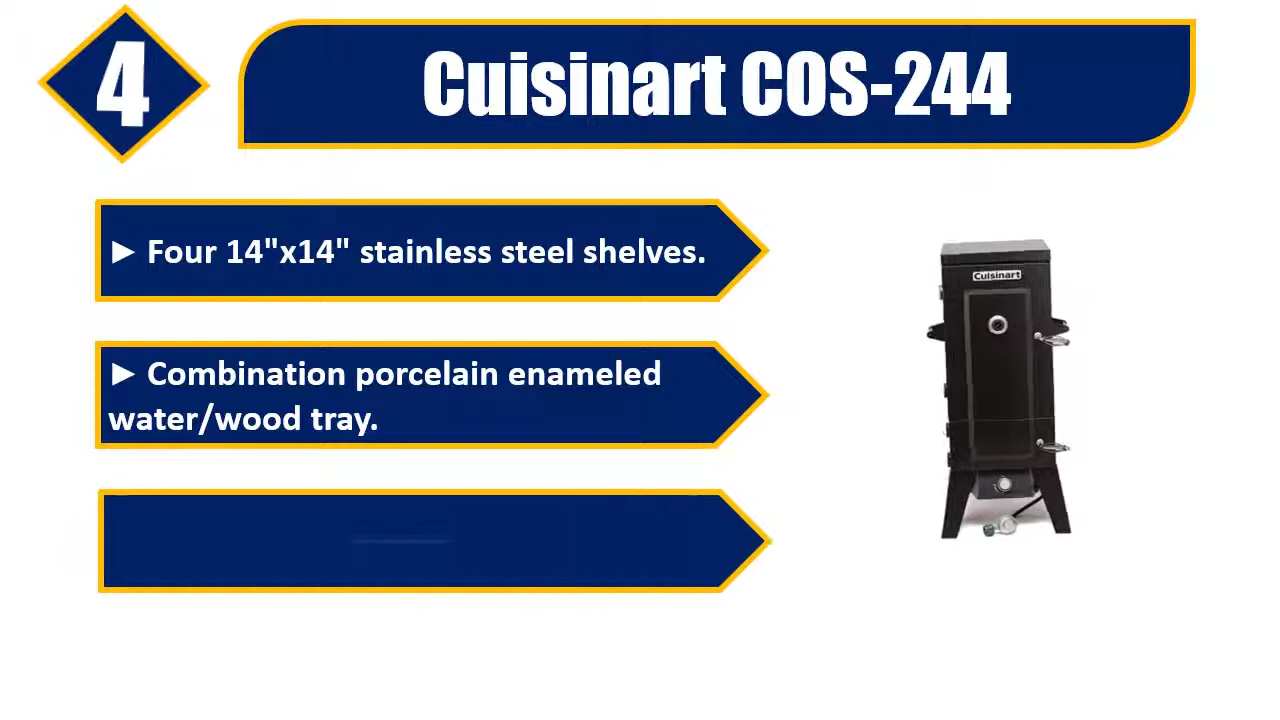 4
Cuisinart COS-244
► Four 14"x14" stainless steel shelves.
► Combination porcelain enameled
water/wood tray.
Cuisinart